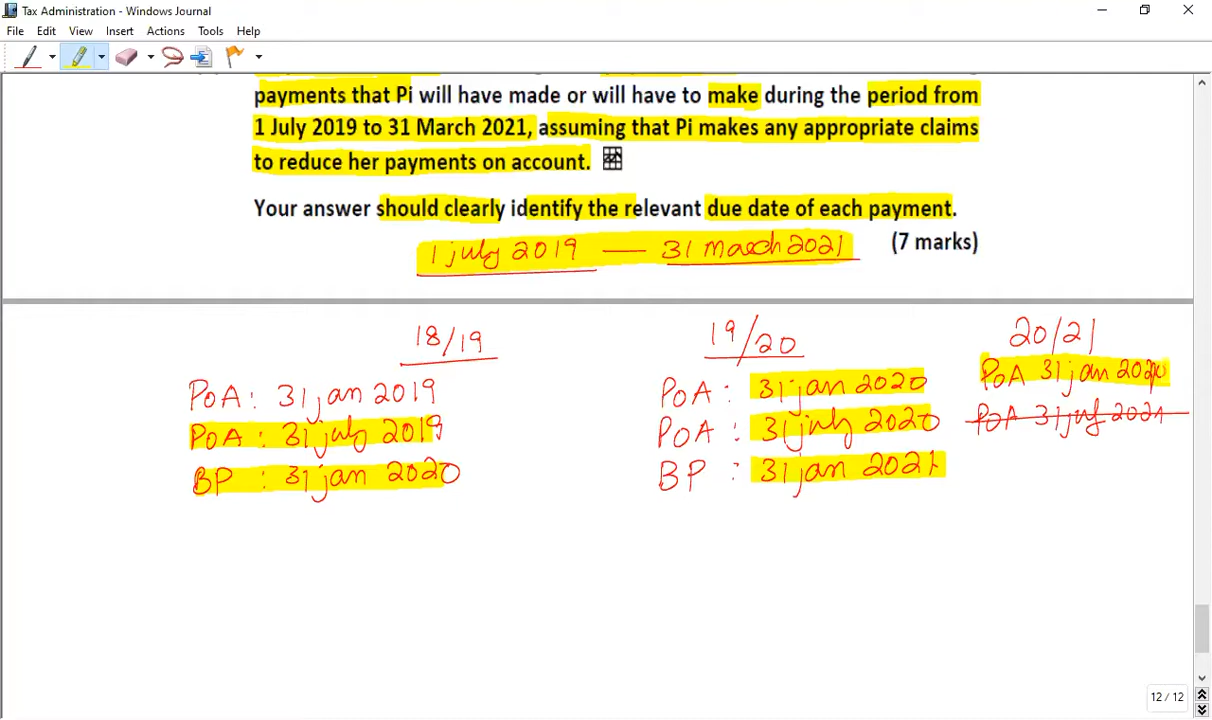 Tax Administration - Windows Journal
File Edit View Insert Actions Tools Help
payments that Pi will have made or will have to make during the period from
1 July 2019 to 31 March 2021, assuming that Pi makes any appropriate claims
to reduce her payments on account.
Your answer should clearly identify the relevant due date of each payment.
(7 marks)
1 july 2019 — 31 march 2021
18/19
PoA : 31 jan 2019
PoA : 31 july 2019
BP : 31 jan 2020
19/20
PoA : 31 jan 2020
POA : 31 july 2020
BP : 31 jan 2021
20/21
PoA 31 jan
PoA 31 july 2021
12 / 12